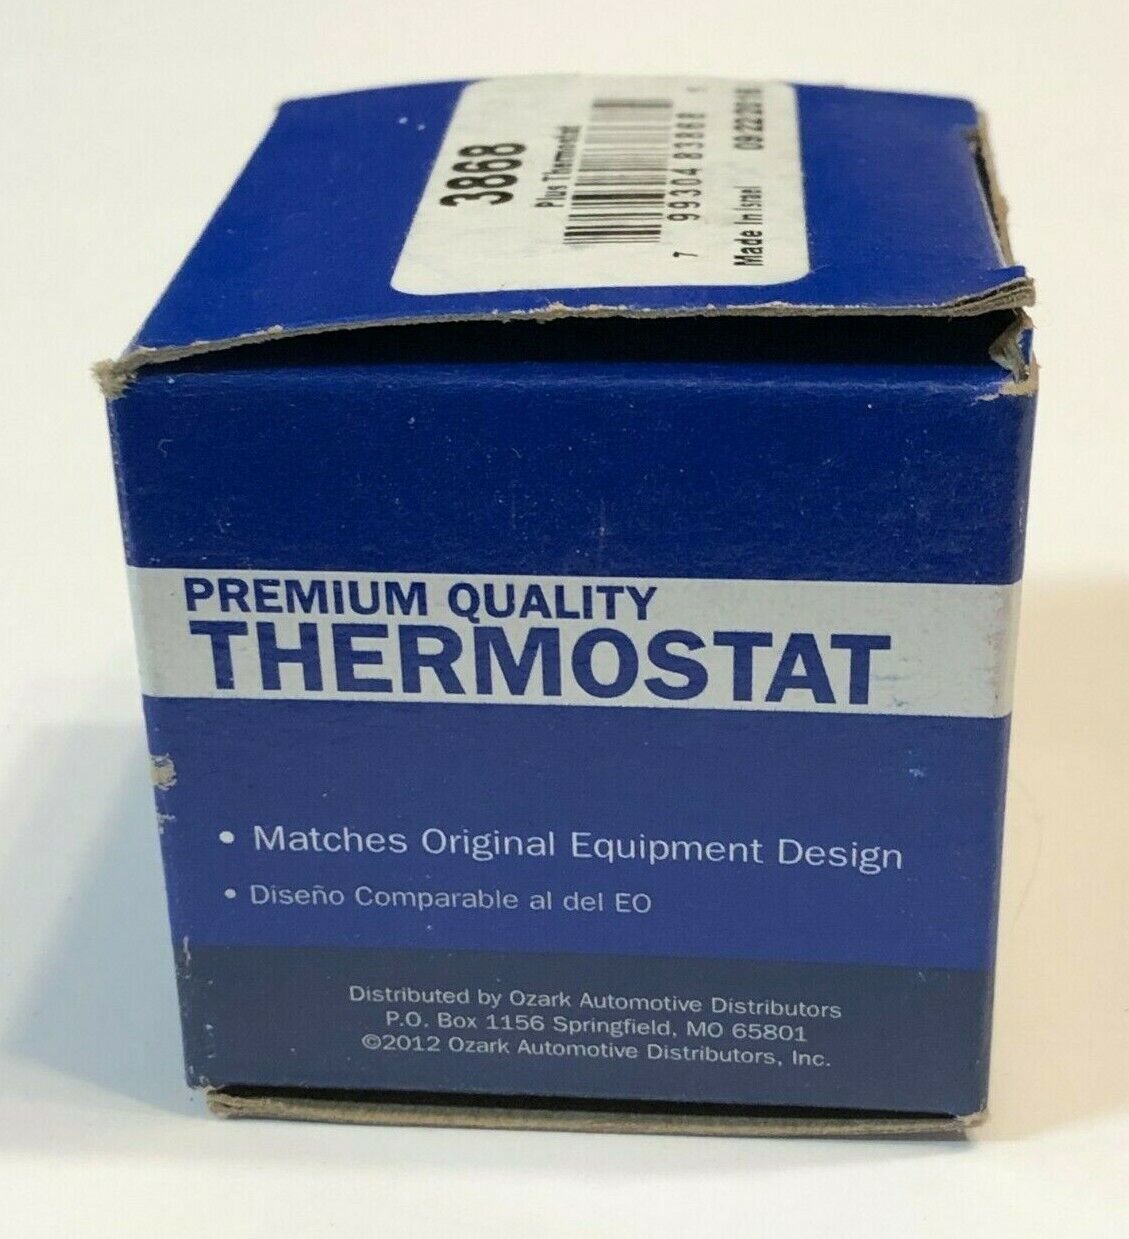 3868
Plus Thermostat
7 99304 83868
Made In Israel
PREMIUM QUALITY
THERMOSTAT
• Matches Original Equipment Design
• Diseño Comparable al del EO
Distributed by Ozark Automotive Distributors
P.O. Box 1156 Springfield, MO 65801
©2012 Ozark Automotive Distributors, Inc.